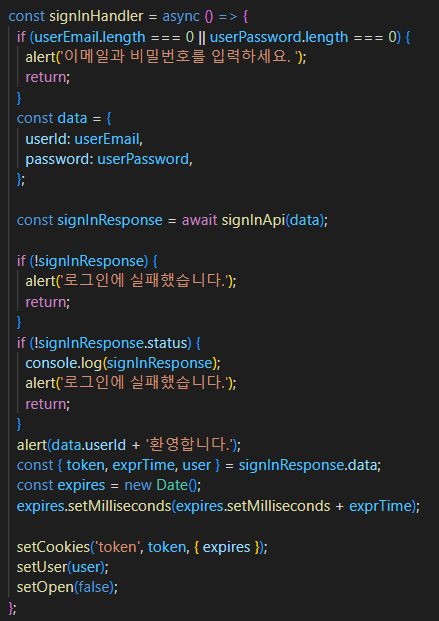 const signInHandler = async () => {
if (userEmail.length === 0 || userPassword.length === 0) {
alert('이메일과 비밀번호를 입력하세요. ');
return;
}
const data = {
userId: userEmail,
password: userPassword,
};
const signInResponse = await signInApi(data);
if (!signInResponse) {
alert('로그인에 실패했습니다.');
return;
}
if (!signInResponse.status) {
console.log(signInResponse);
alert('로그인에 실패했습니다.');
return;
}
alert(data.userId + '환영합니다.');
const { token, exprTime, user } = signInResponse.data;
const expires = new Date();
expires.setMilliseconds(expires.setMilliseconds + exprTime);
setCookies('token', token, { expires });
setUser(user);
setOpen(false);
};